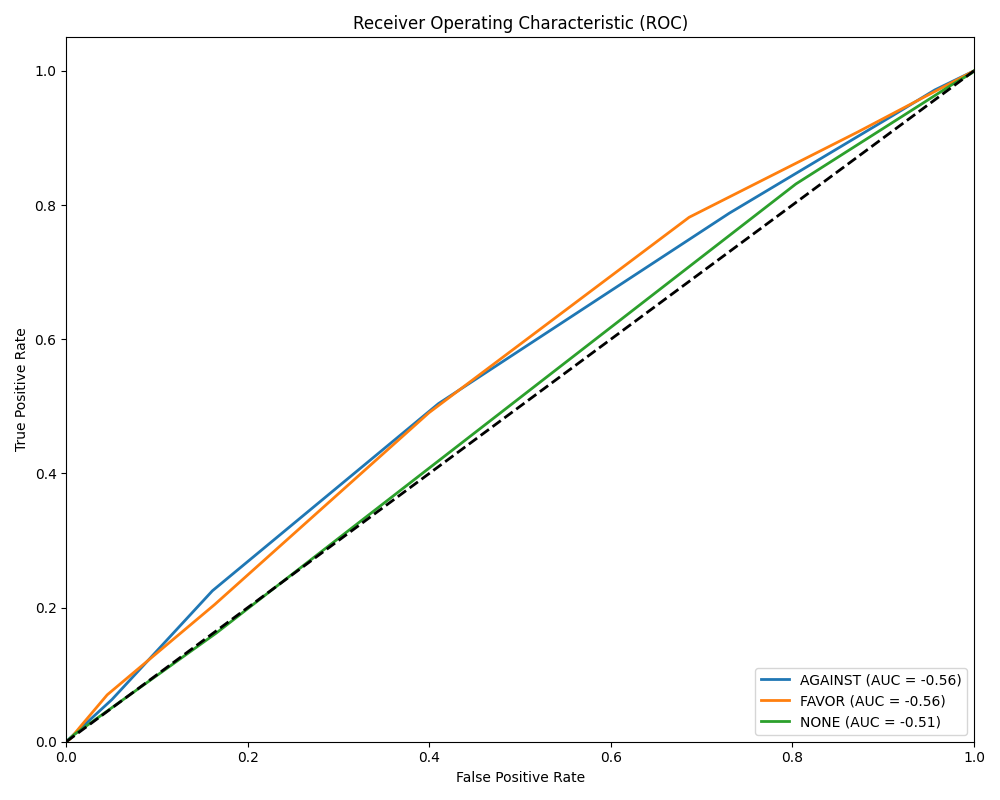 Receiver Operating Characteristic (ROC)
True Positive Rate
1.0
0.8
0.6
0.4
0.2
0.0
0.0 0.2 0.4 0.6 0.8 1.0
False Positive Rate
AGAINST (AUC = -0.56)
FAVOR (AUC = -0.56)
NONE (AUC = -0.51)